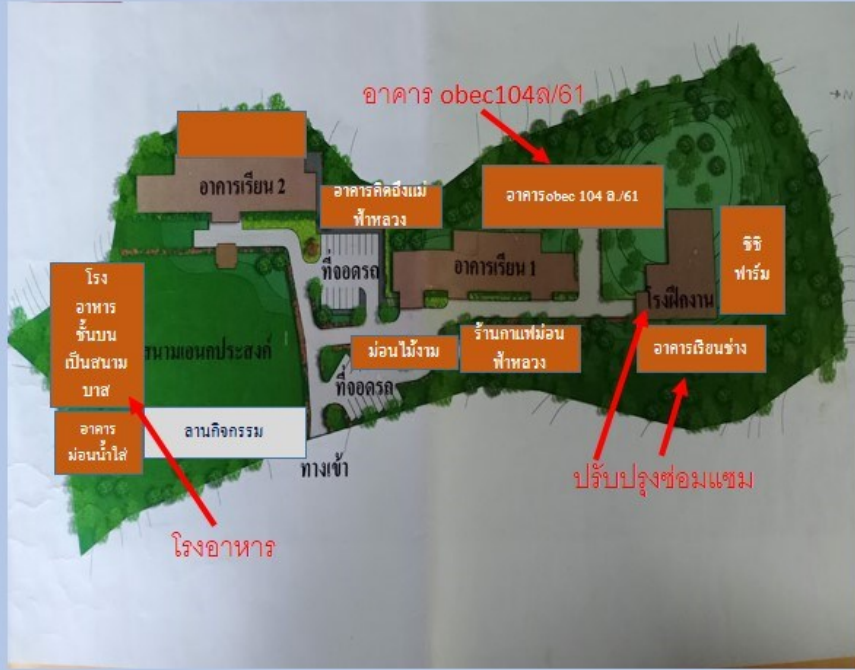 อาคาร obec104ล/61
→N
อาคารเรียน 2
อาคารคิดถึงแม่
ฟ้าหลวง
อาคารobec 104 ล./61
ชิชิ
ฟาร์ม
ที่จอดรถ
อาคารเรียน 1
โรงฝึกงาน
โรง
อาหาร
ชั้นบน
เป็นสนาม
บาส
สนามเอนกประสงค์
ม่อนไม้งาม
ร้านกาแฟม่อน
ฟ้าหลวง
อาคารเรียนช่าง
ที่จอดรถ
อาคาร
ม่อนน้ำใส
ลานกิจกรรม
ทางเข้า
ปรับปรุงซ่อมแซม
โรงอาหาร